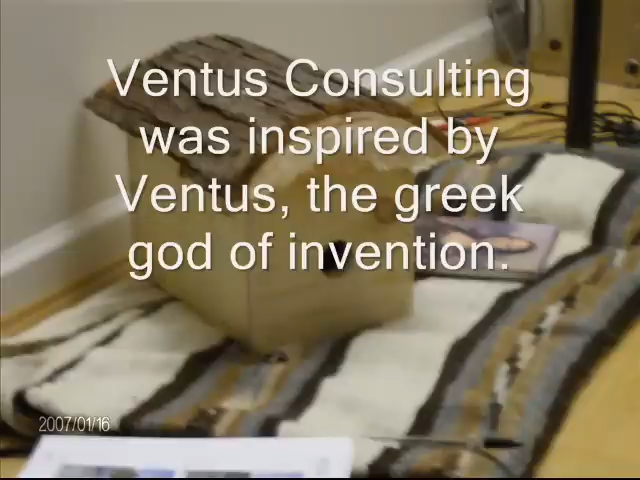 Ventus Consulting
was inspired by
Ventus, the greek
god of invention.
2007/01/16